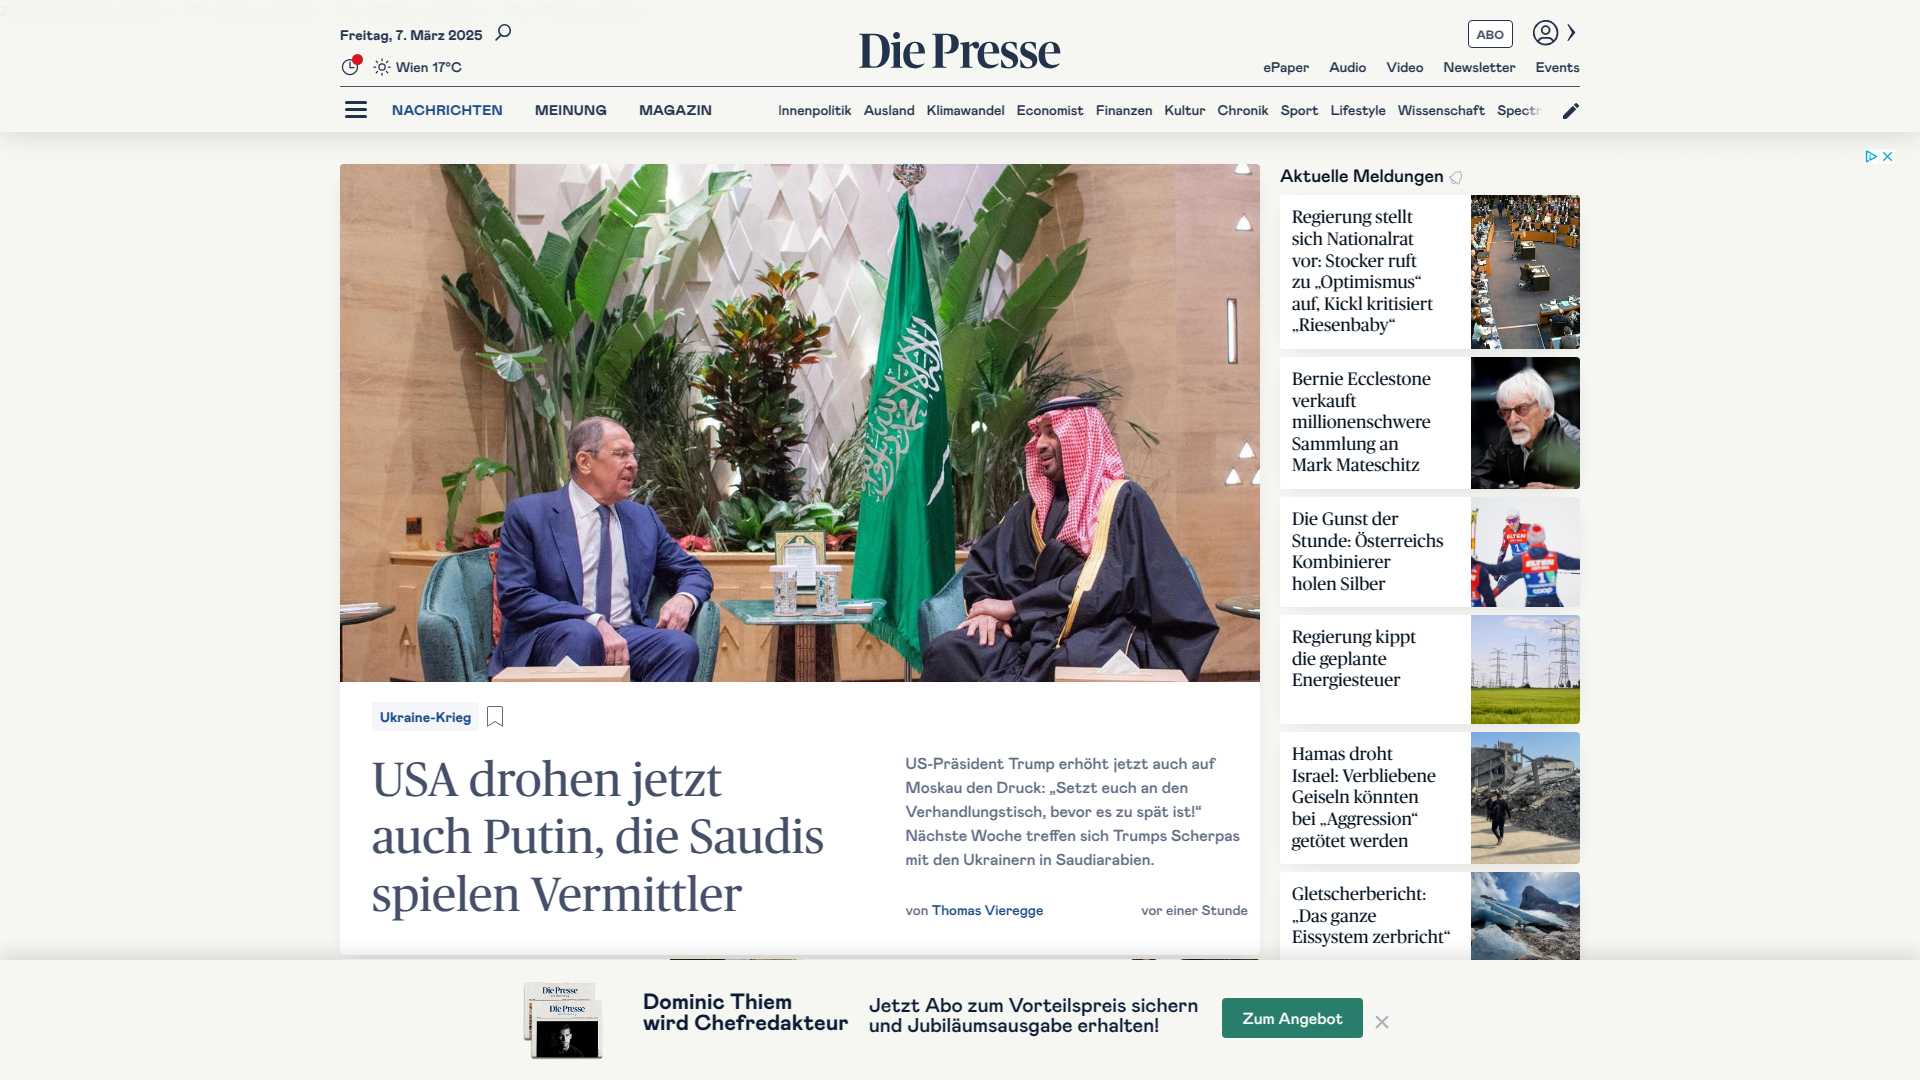 Freitag, 7. März 2025
Wien 17°C
Die Presse
ABO
ePaper Audio Video Newsletter Events
NACHRICHTEN MEINUNG MAGAZIN
Innenpolitik Ausland Klimawandel Economist Finanzen Kultur Chronik Sport Lifestyle Wissenschaft Spectr
Ukraine-Krieg
USA drohen jetzt
auch Putin, die Saudis
spielen Vermittler
US-Präsident Trump erhöht jetzt auch auf
Moskau den Druck: „Setzt euch an den
Verhandlungstisch, bevor es zu spät ist!“
Nächste Woche treffen sich Trumps Scherpas
mit den Ukrainern in Saudiarabien.
von Thomas Vieregge
vor einer Stunde
Aktuelle Meldungen
Regierung stellt
sich Nationalrat
vor: Stocker ruft
zu „Optimismus“
auf, Kickl kritisiert
„Riesenbaby“
Bernie Ecclestone
verkauft
millionenschwere
Sammlung an
Mark Mateschitz
Die Gunst der
Stunde: Österreichs
Kombinierer
holen Silber
Regierung kippt
die geplante
Energiesteuer
Hamas droht
Israel: Verbliebene
Geiseln könnten
bei „Aggression“
getötet werden
Gletscherbericht:
„Das ganze
Eissystem zerbricht“
Die Presse
Die Presse
Dominic Thiem
wird Chefredakteur
Jetzt Abo zum Vorteilspreis sichern
und Jubiläumsausgabe erhalten!
Zum Angebot